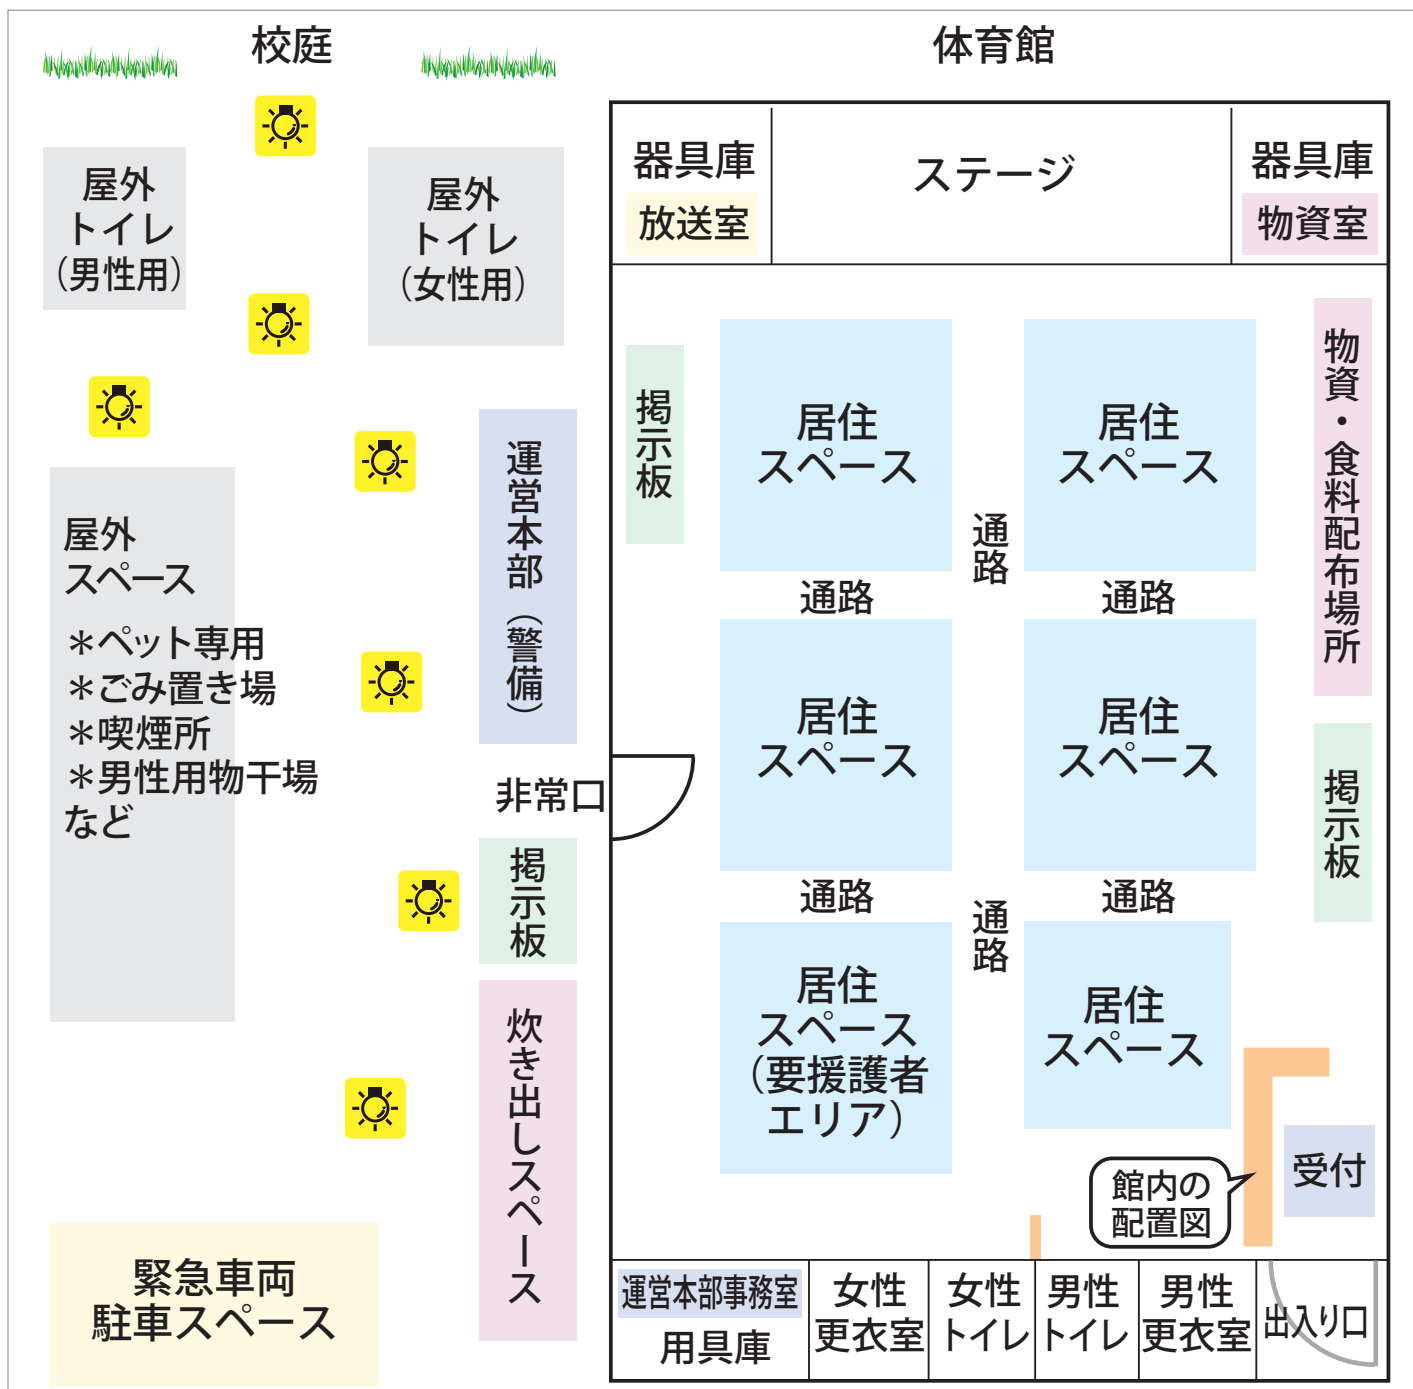 校庭
体育館
屋外
トイレ
（男性用）
屋外
トイレ
（女性用）
運営本部（警備）
屋外
スペース
＊ペット専用
＊ごみ置き場
＊喫煙所
＊男性用物干場
など
非常口
掲示板
炊き出しスペース
緊急車両
駐車スペース
器具庫
放送室
ステージ
器具庫
物資室
掲示板
居住
スペース
居住
スペース
物資・食料配布場所
通路
通路
通路
居住
スペース
居住
スペース
掲示板
通路
通路
通路
居住
スペース
（要援護者
エリア）
居住
スペース
受付
館内の
配置図
運営本部事務室
用具庫
女性
更衣室
女性
トイレ
男性
トイレ
男性
更衣室
出入り口